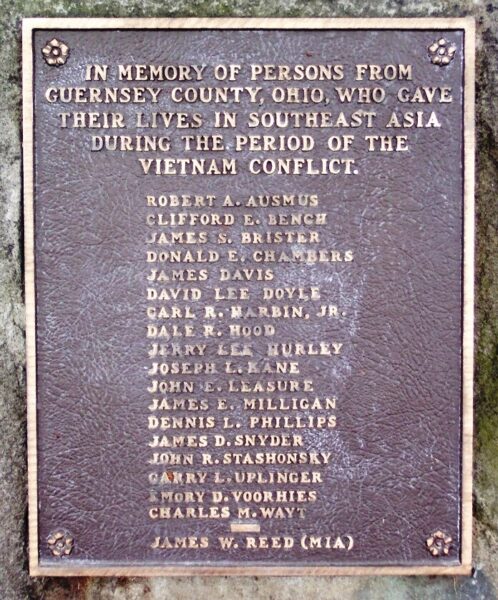 IN MEMORY OF PERSONS FROM
GUERNSEY COUNTY, OHIO, WHO GAVE
THEIR LIVES IN SOUTHEAST ASIA
DURING THE PERIOD OF THE
VIETNAM CONFLICT.
ROBERT A. AUSMUS
CLIFFORD E. BENCH
JAMES S. BRISTER
DONALD E. CHAMBERS
JAMES DAVIS
DAVID LEE DOYLE
CARL R. HARBIN, JR.
DALE R. HOOD
JERRY LEE HURLEY
JOSEPH L. KANE
JOHN E. LEASURE
JAMES E. MILLIGAN
DENNIS L. PHILLIPS
JAMES D. SNYDER
JOHN R. STASHONSKY
GARRY L. UPLINGER
EMORY D. VOORHIES
CHARLES M. WAYT
JAMES W. REED (MIA)